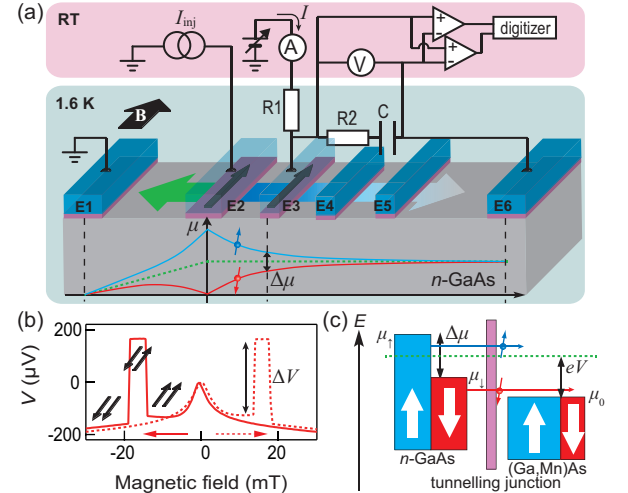 (a)
RT
I_inj
I
A
+
-
+
-
digitizer
V
1.6 K
B
R1
R2
C
E1
E2
E3
E4
E5
E6
μ
Δμ
n-GaAs
(b)
200
0
-200
V (μV)
ΔV
-20
0
20
Magnetic field (mT)
(c)
E
μ↑
Δμ
μ↓
eV
μ0
n-GaAs
(Ga,Mn)As
tunnelling junction